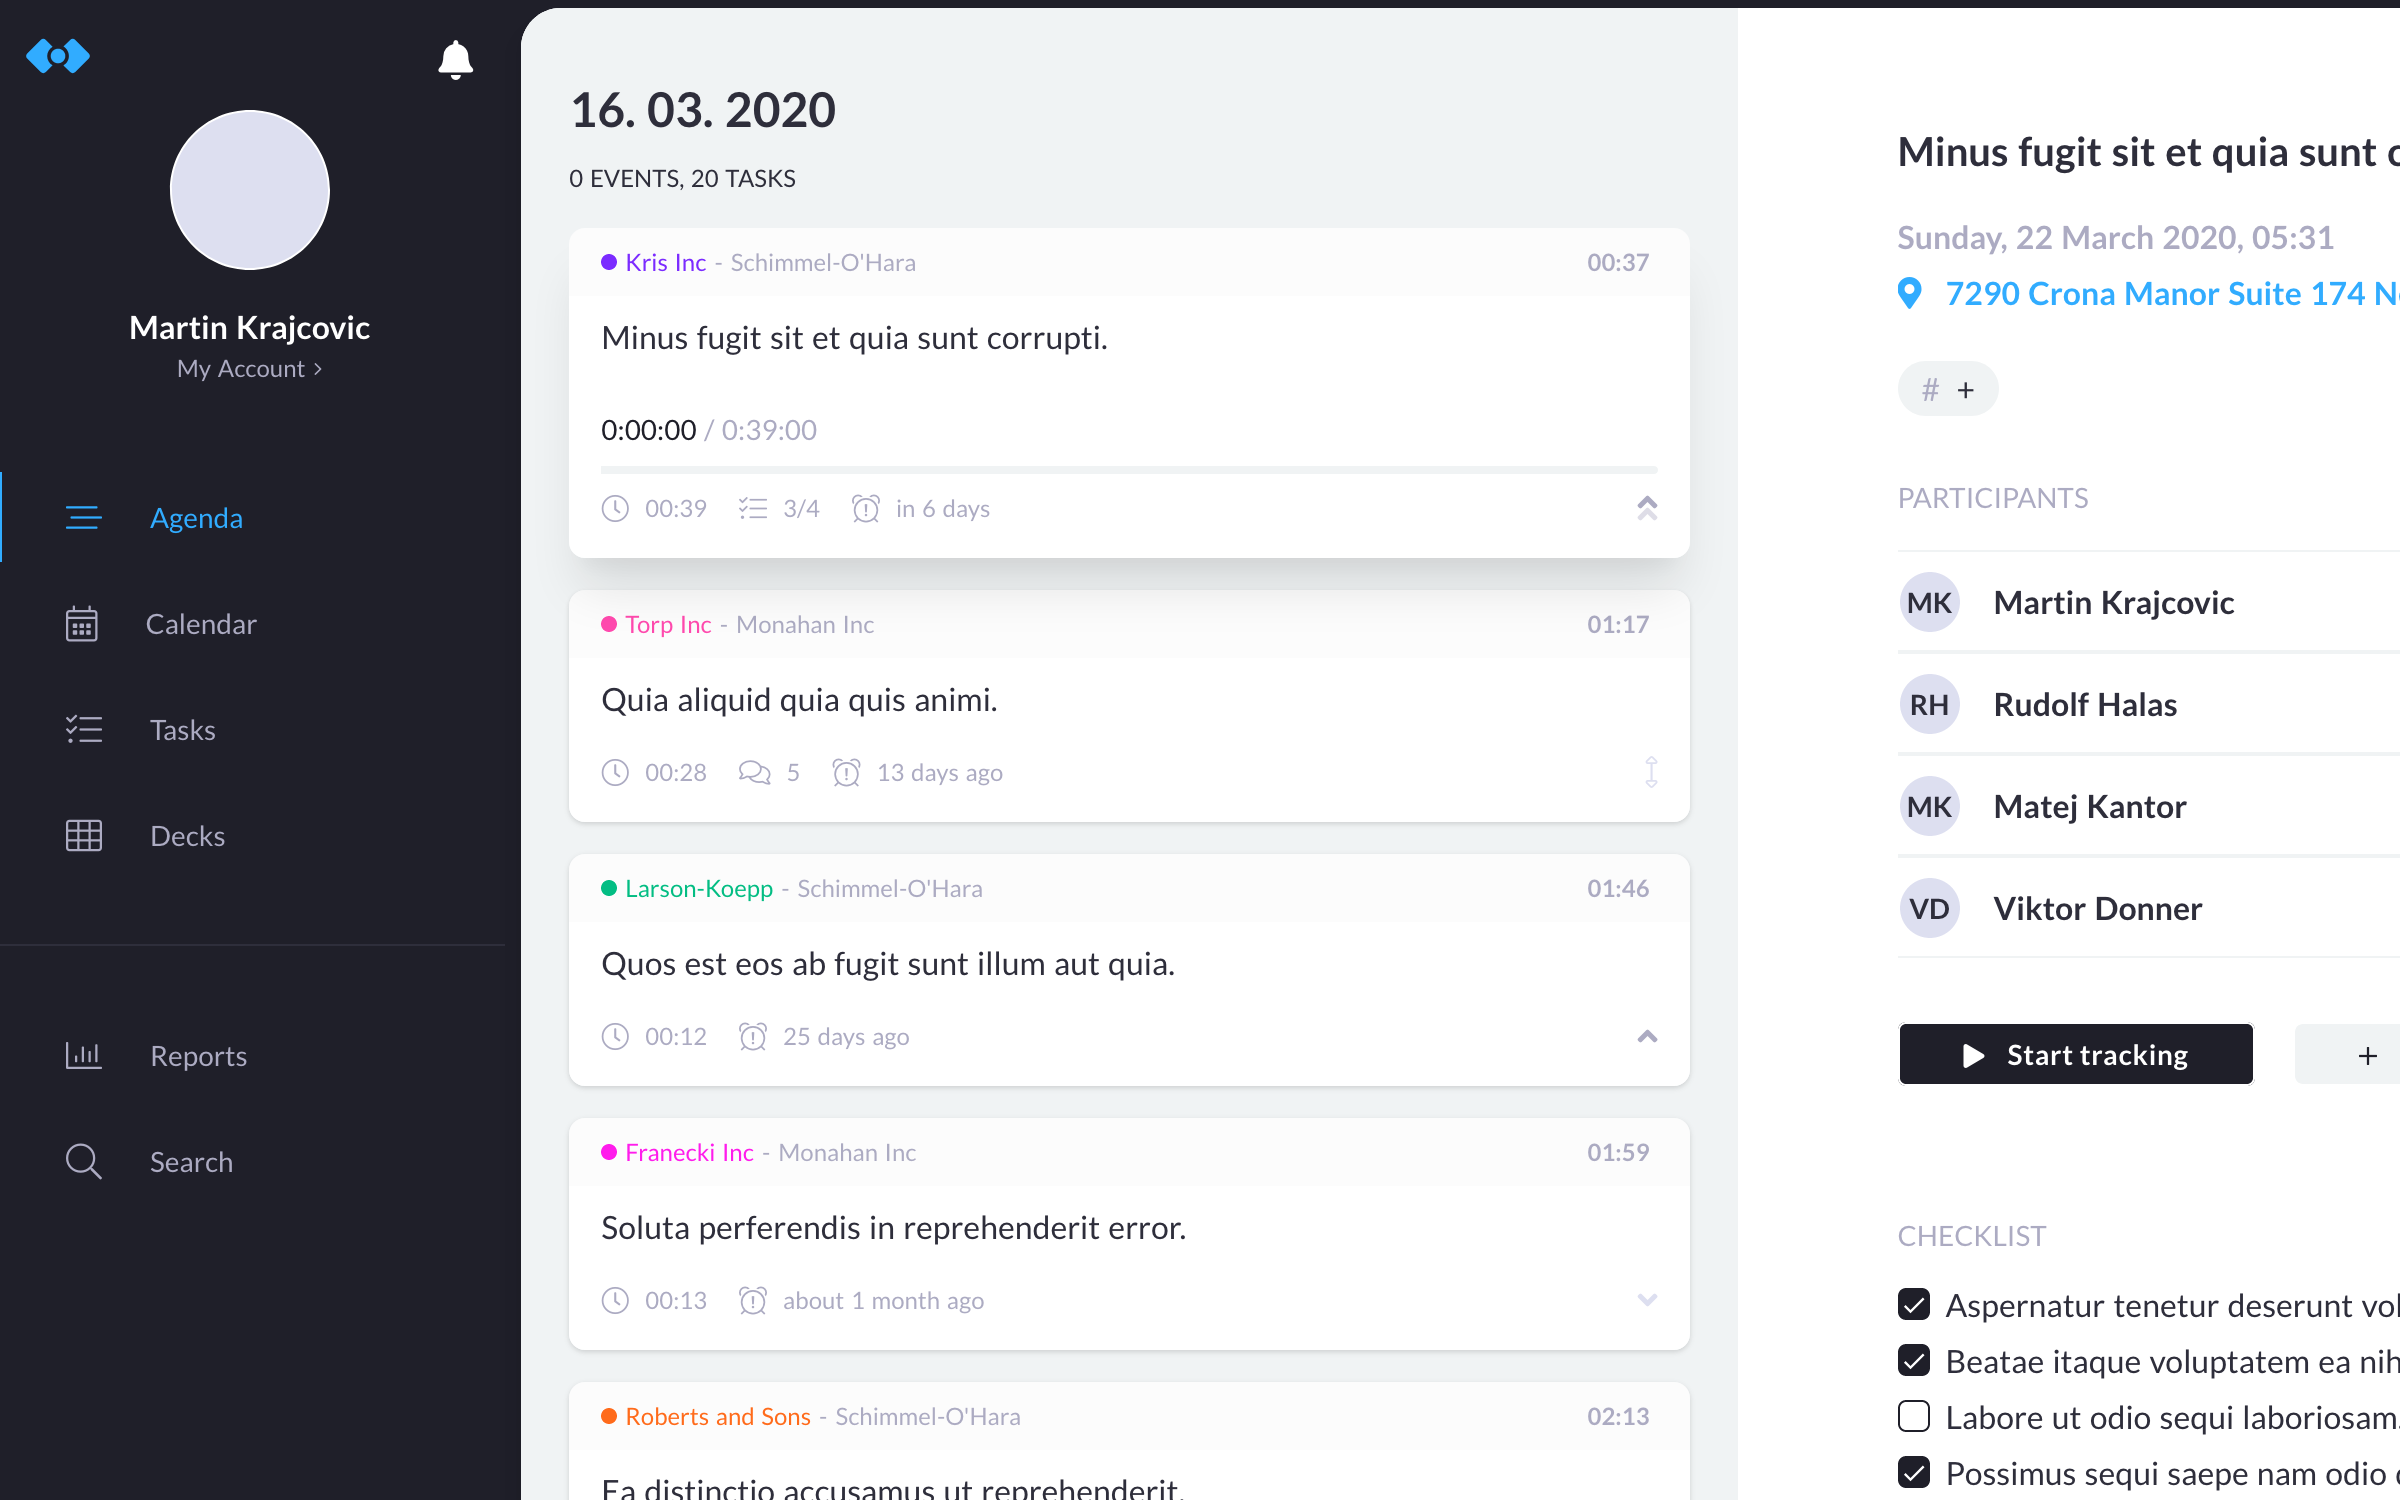 Martin Krajcovic
My Account
Agenda
Calendar
Tasks
Decks
Reports
Search
16. 03. 2020
0 EVENTS, 20 TASKS
Kris Inc - Schimmel-O'Hara 00:37
Minus fugit sit et quia sunt corrupti.
0:00:00 / 0:39:00
00:39 3/4 in 6 days
Torp Inc - Monahan Inc 01:17
Quia aliquid quia quis animi.
00:28 5 13 days ago
Larson-Koepp - Schimmel-O'Hara 01:46
Quos est eos ab fugit sunt illum aut quia.
00:12 25 days ago
Franecki Inc - Monahan Inc 01:59
Soluta perferendis in reprehenderit error.
00:13 about 1 month ago
Roberts and Sons - Schimmel-O'Hara 02:13
Ea distinctio accusamus ut reprehenderit.
Minus fugit sit et quia sunt
Sunday, 22 March 2020, 05:31
7290 Crona Manor Suite 174
# +
PARTICIPANTS
MK Martin Krajcovic
RH Rudolf Halas
MK Matej Kantor
VD Viktor Donner
Start tracking +
CHECKLIST
Aspernatur tenetur deserunt
Beatae itaque voluptatem ea
Labore ut odio sequi laboriosam.
Possimus sequi saepe nam odio